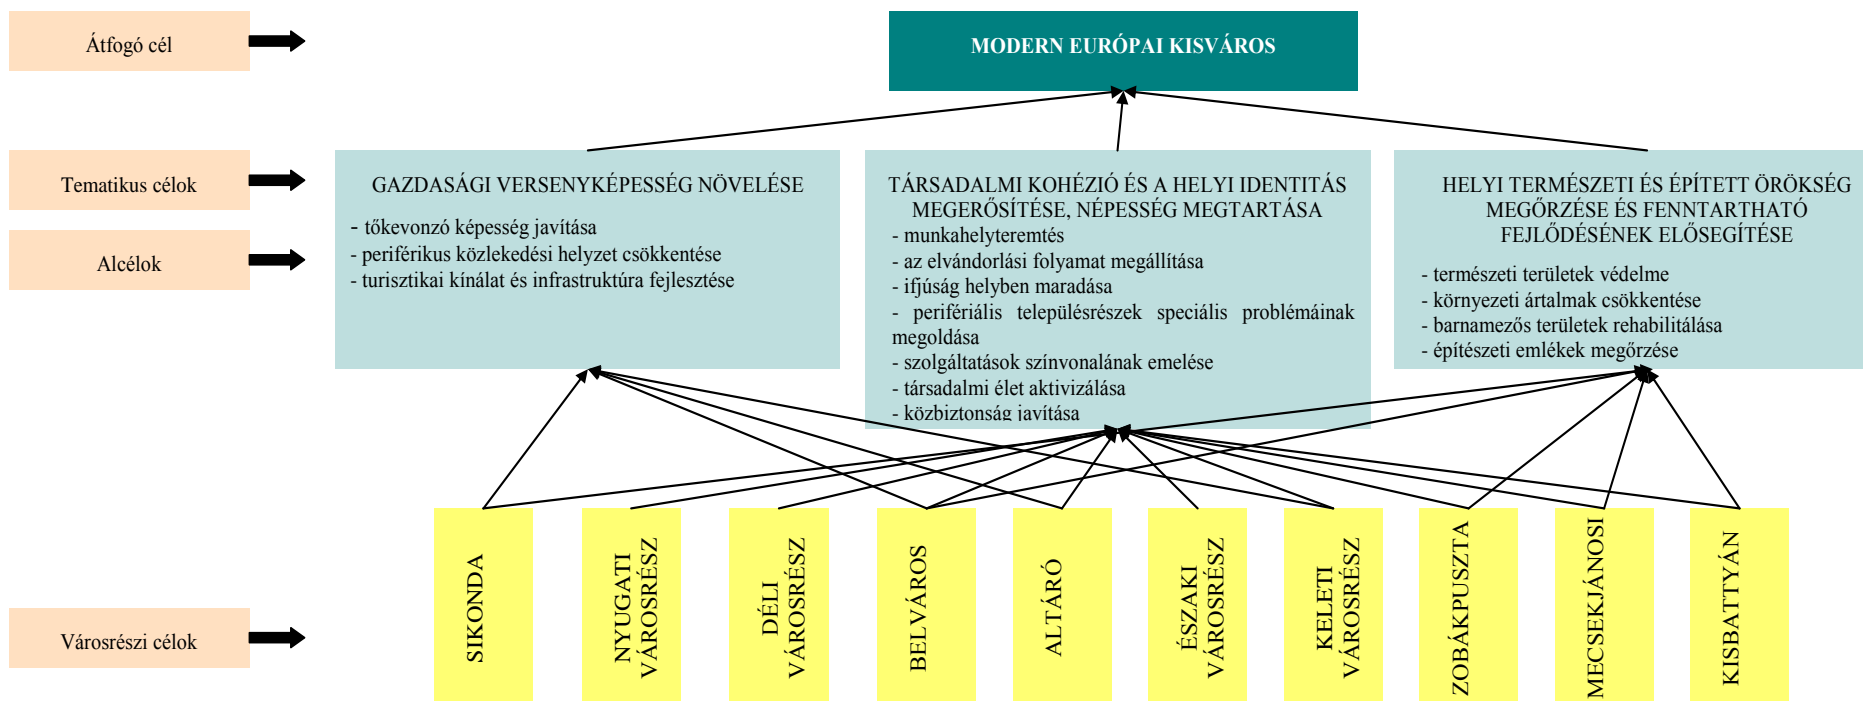 Átfogó cél
MODERN EURÓPAI KISVÁROS
Tematikus célok
Alcélok
GAZDASÁGI VERSENYKÉPESSÉG NÖVELÉSE
- tőkevonzó képesség javítása
- periférikus közlekedési helyzet csökkentése
- turisztikai kínálat és infrastruktúra fejlesztése
TÁRSADALMI KOHÉZIÓ ÉS A HELYI IDENTITÁS
MEGERŐSÍTÉSE, NÉPESSÉG MEGTARTÁSA
- munkahelyteremtés
- az elvándorlási folyamat megállítása
- ifjúság helyben maradása
- perifériális településrészek speciális problémáinak
megoldása
- szolgáltatások színvonalának emelése
- társadalmi élet aktivizálása
- közbiztonság javítása
HELYI TERMÉSZETI ÉS ÉPÍTETT ÖRÖKSÉG
MEGŐRZÉSE ÉS FENNTARTHATÓ
FEJLŐDÉSÉNEK ELŐSEGÍTÉSE
- természeti területek védelme
- környezeti ártalmak csökkentése
- barnamezős területek rehabilitálása
- építészeti emlékek megőrzése
Városrészi célok
SIKONDA
NYUGATI
VÁROSRÉSZ
DÉLI
VÁROSRÉSZ
BELVÁROS
ALTÁRÓ
ÉSZAKI
VÁROSRÉSZ
KELETI
VÁROSRÉSZ
ZOBÁKPUSZTA
MECSEKJÁNOSI
KISBATTYÁN